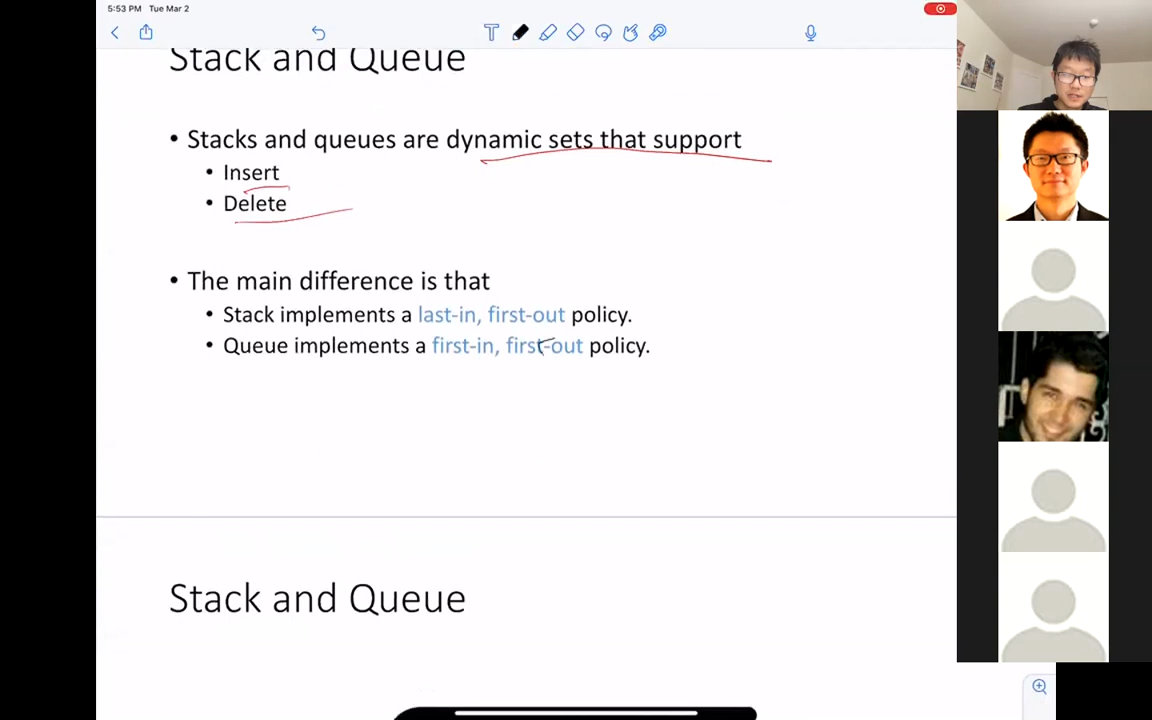 5:53 PM Tue Mar 2
Stack and Queue
• Stacks and queues are dynamic sets that support
• Insert
• Delete
• The main difference is that
• Stack implements a last-in, first-out policy.
• Queue implements a first-in, first-out policy.
Stack and Queue